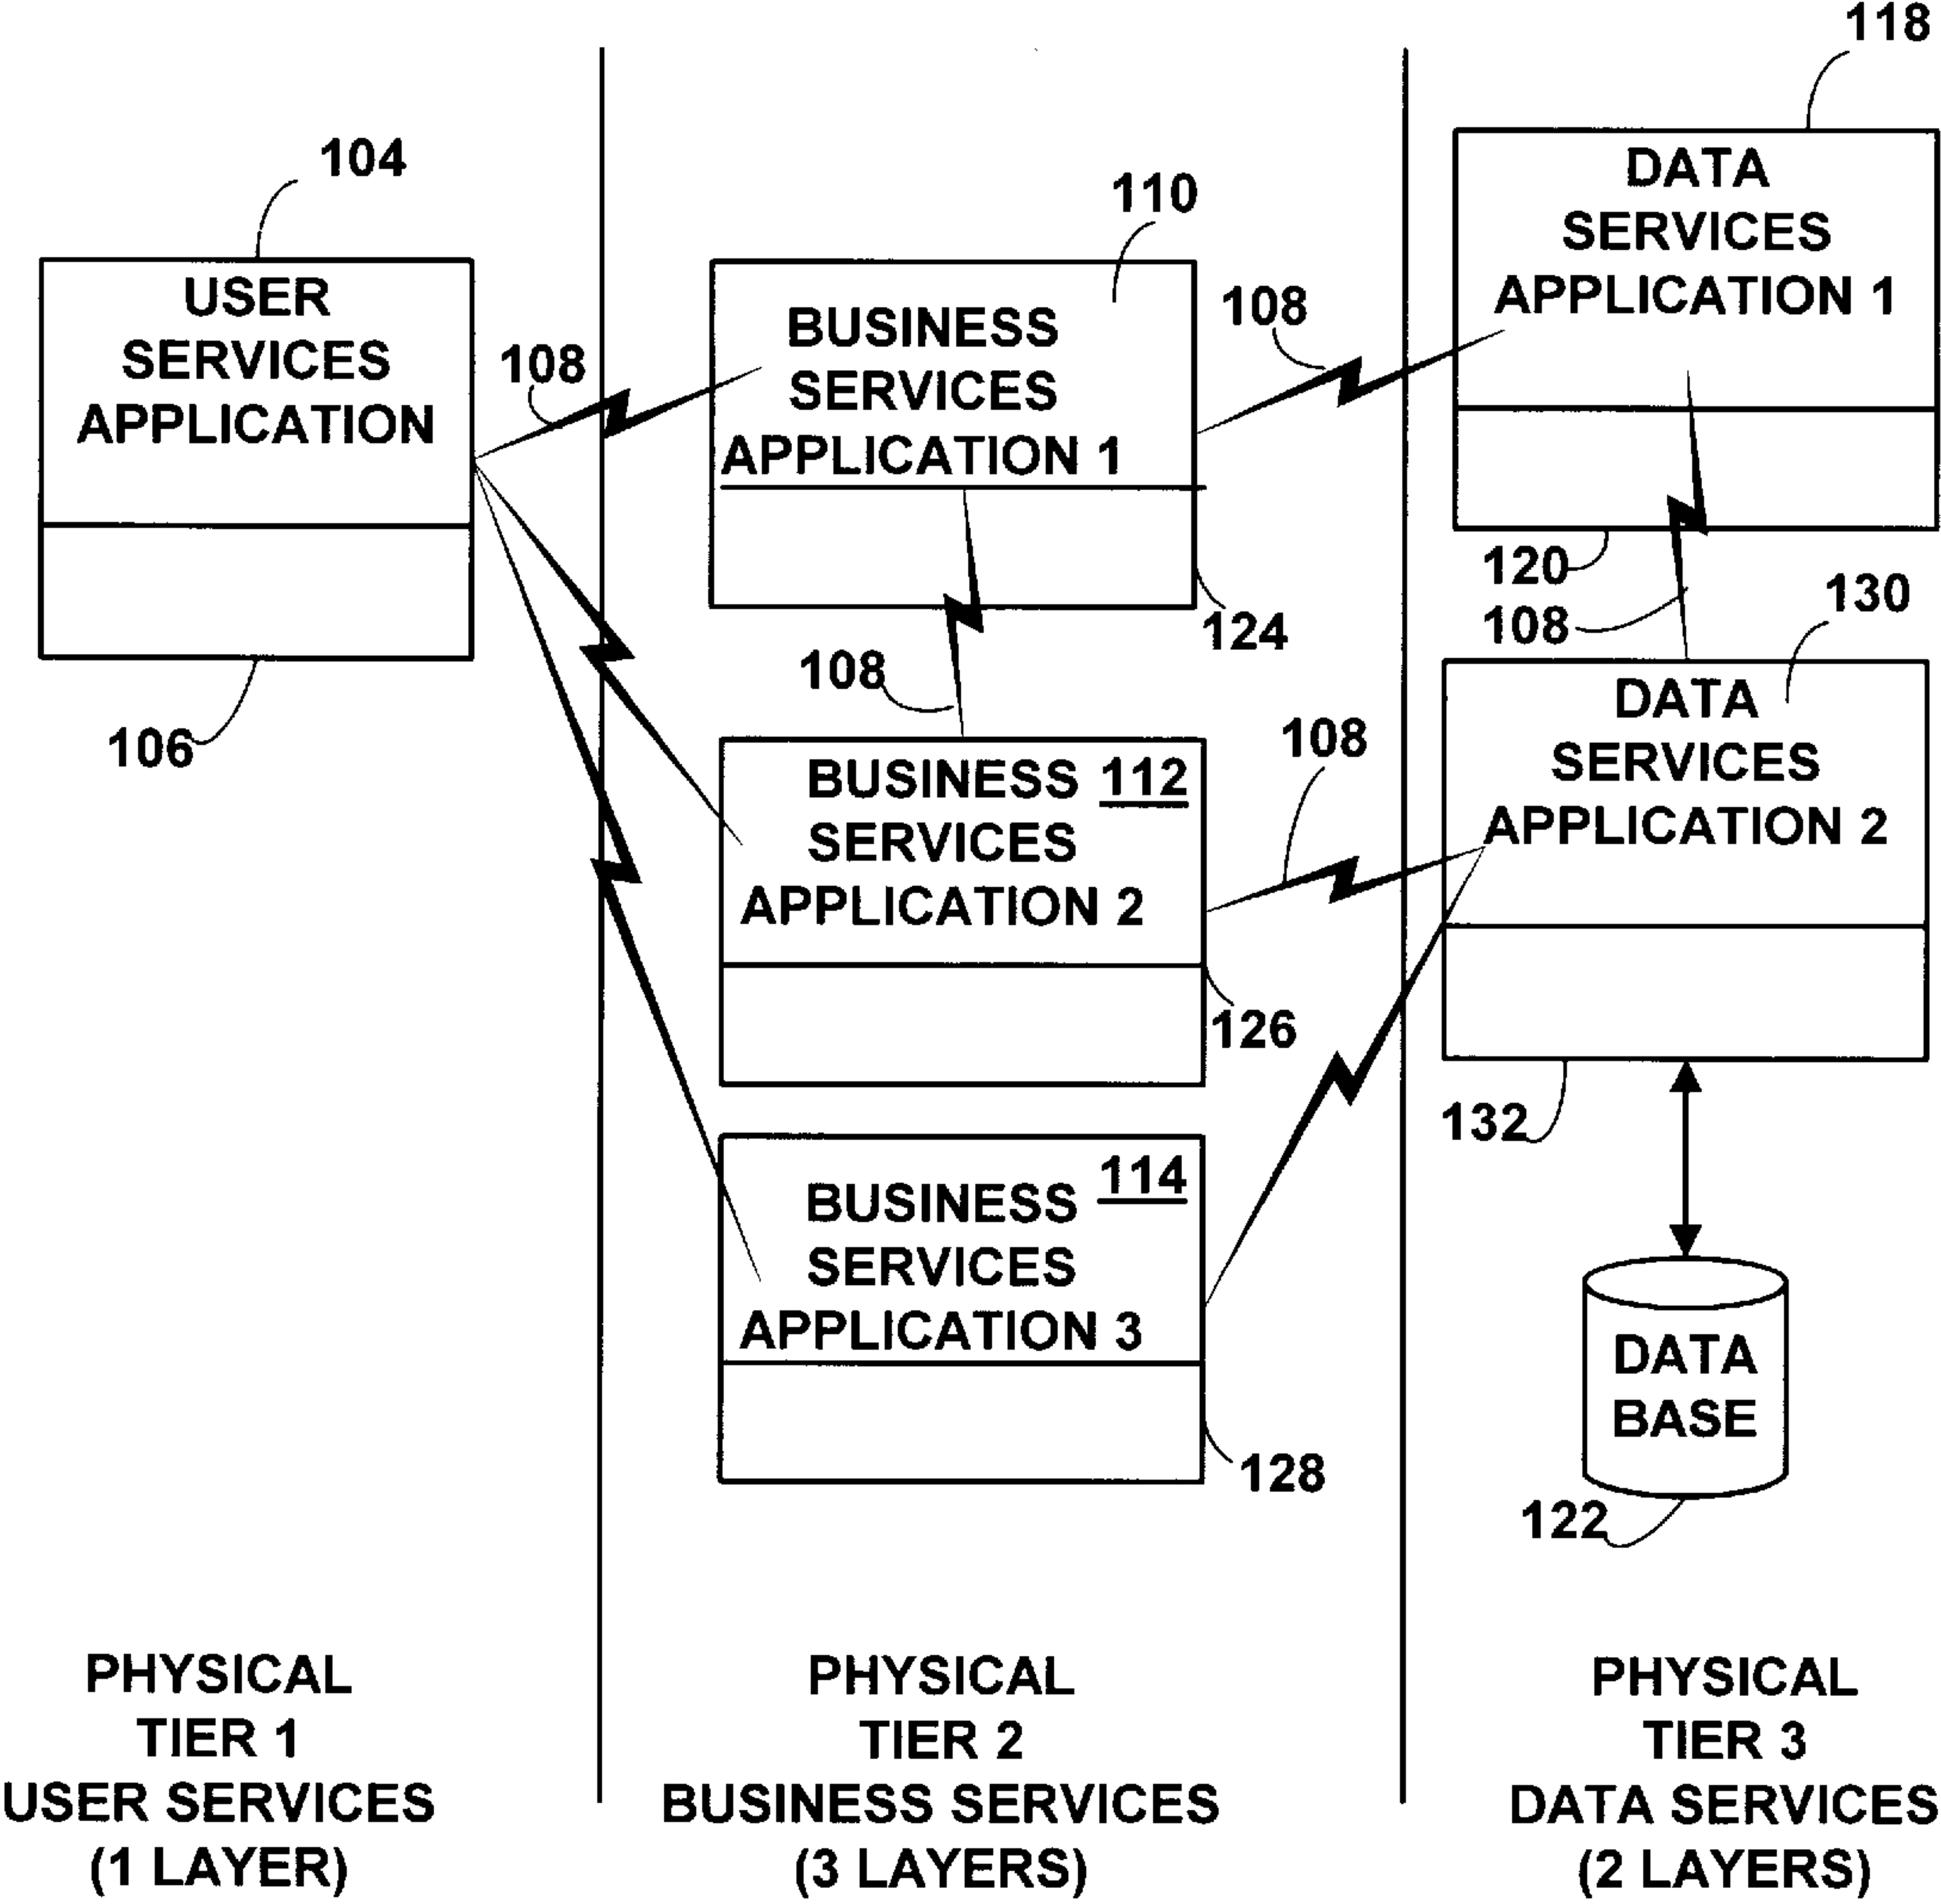 118
104
110
DATA
SERVICES
APPLICATION 1
USER
SERVICES
APPLICATION
108
BUSINESS
SERVICES
APPLICATION 1
108
120
130
108
124
108
106
DATA
SERVICES
APPLICATION 2
BUSINESS 112
SERVICES
APPLICATION 2
108
126
132
BUSINESS 114
SERVICES
APPLICATION 3
128
DATA
BASE
122
PHYSICAL
TIER 1
USER SERVICES
(1 LAYER)
PHYSICAL
TIER 2
BUSINESS SERVICES
(3 LAYERS)
PHYSICAL
TIER 3
DATA SERVICES
(2 LAYERS)